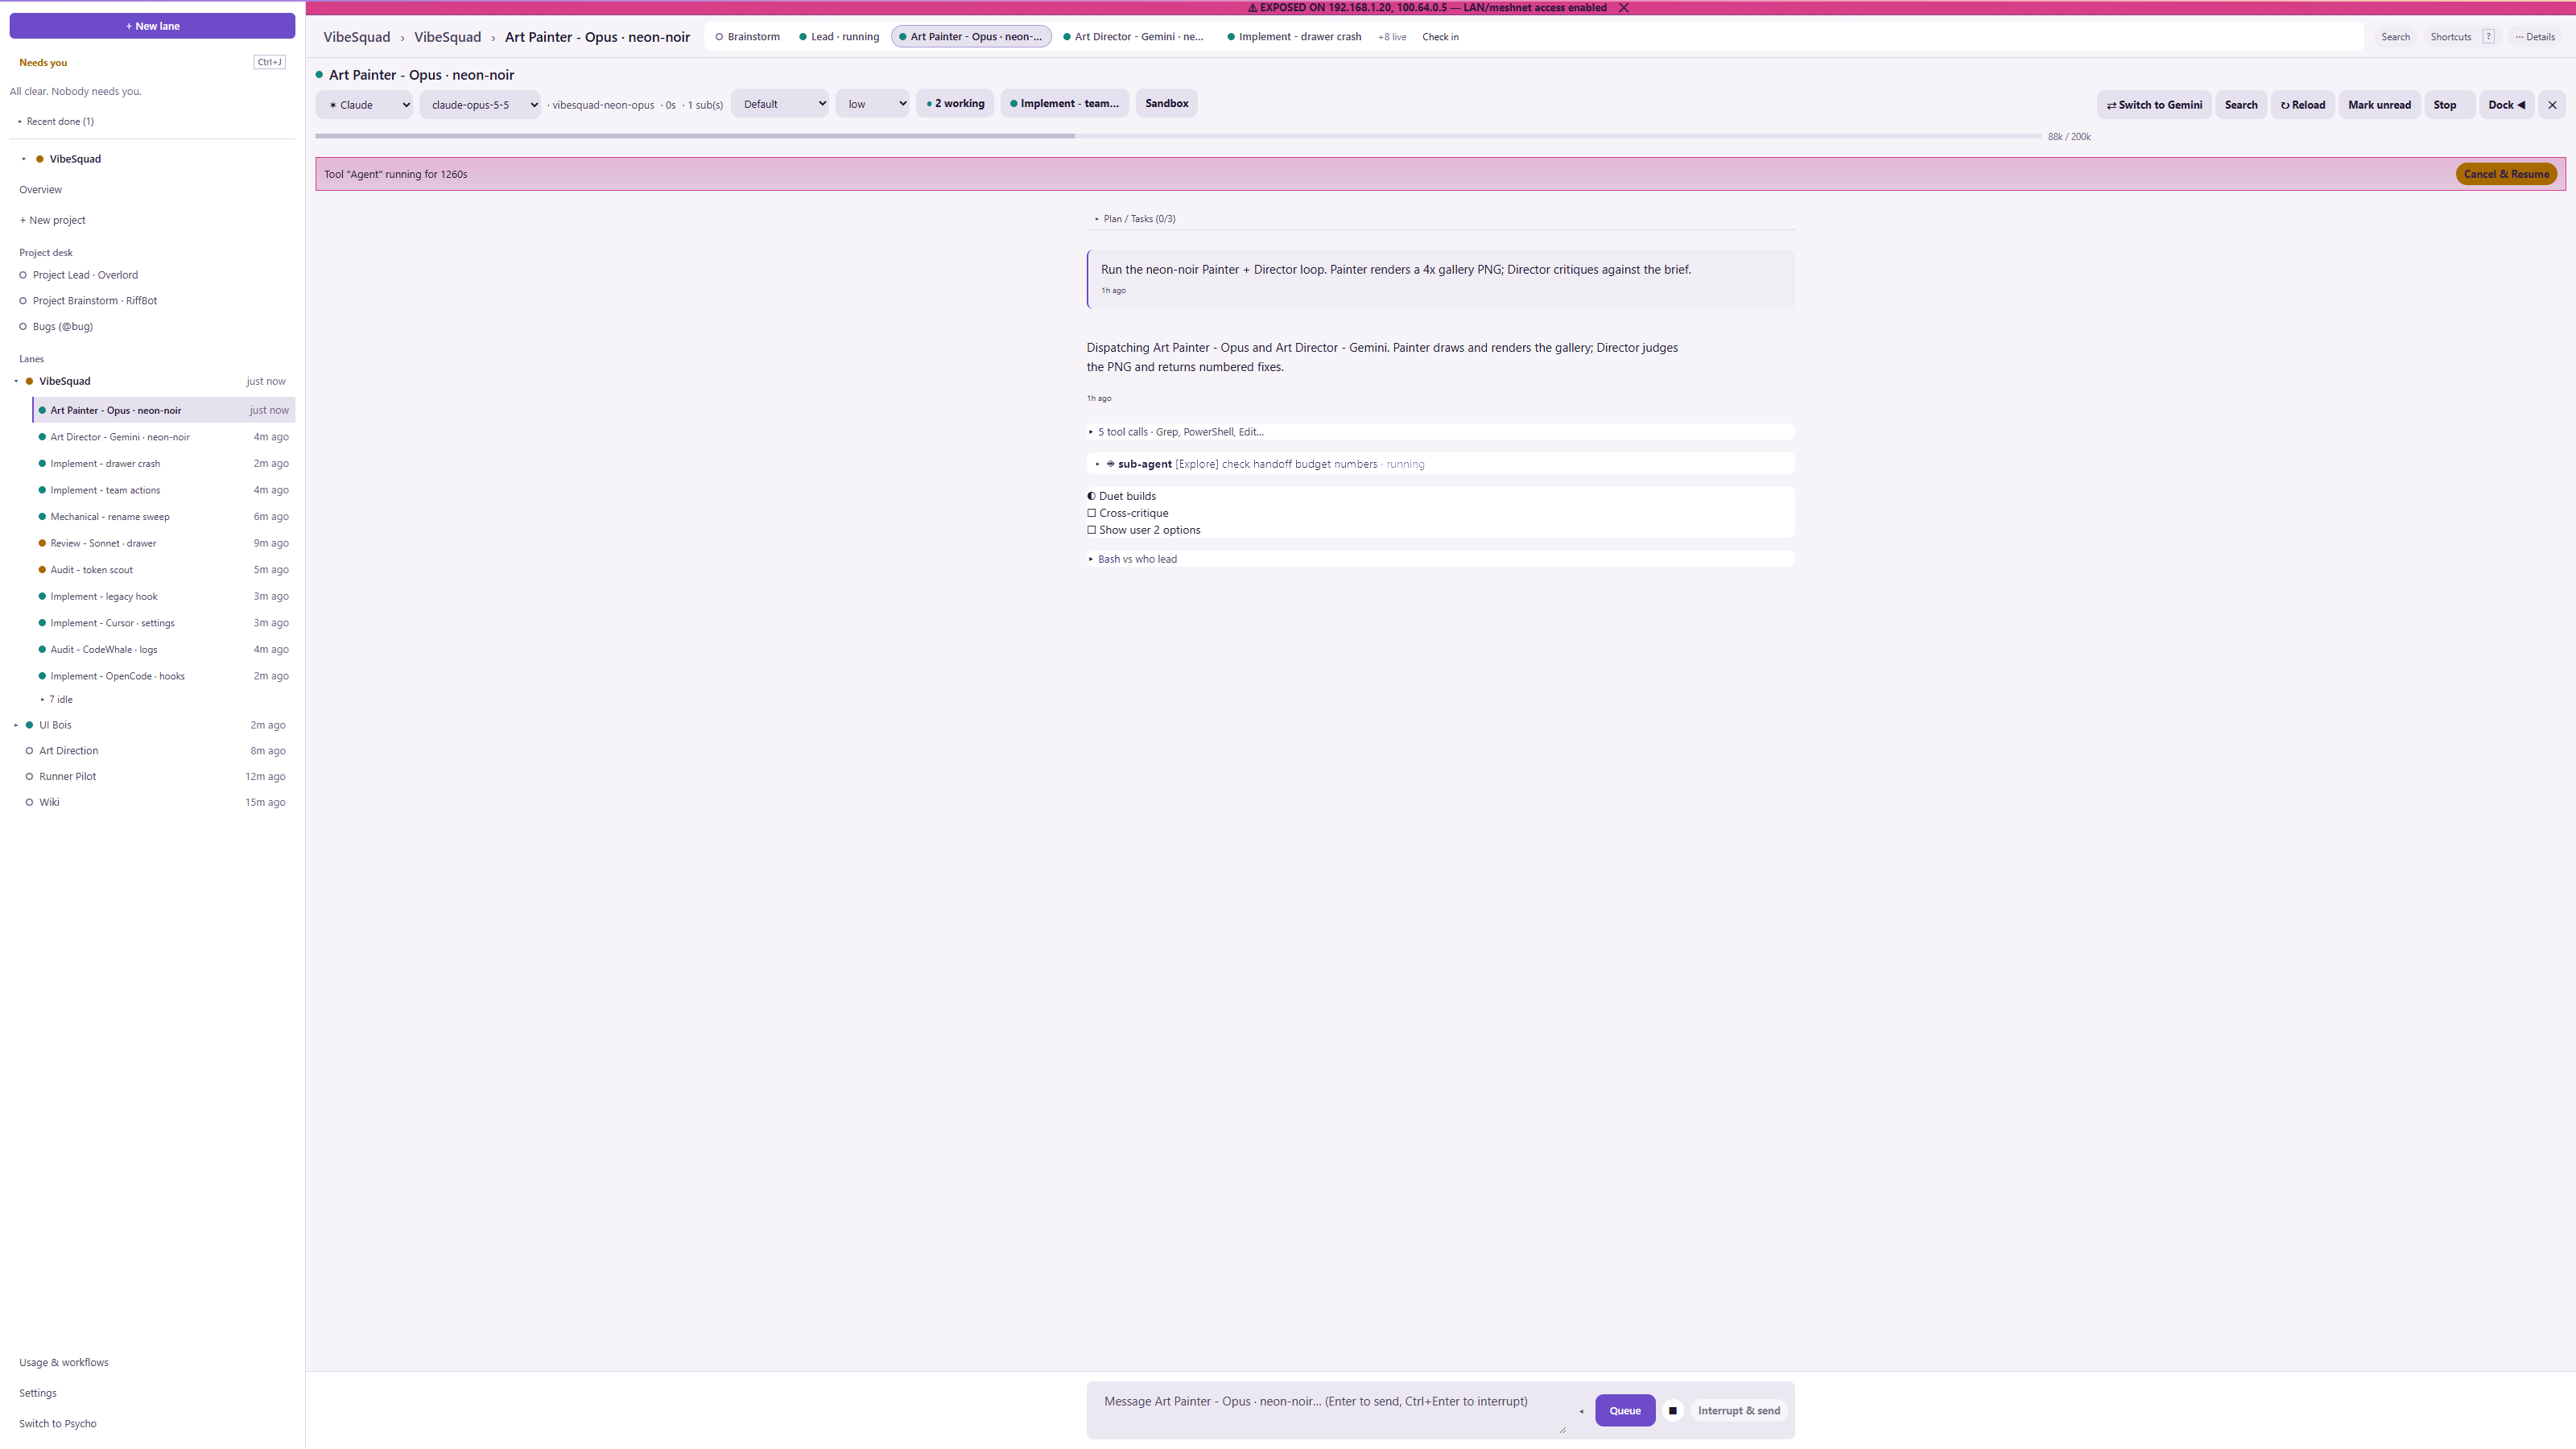 ⚠ EXPOSED ON 192.168.1.20, 100.64.0.5 — LAN/meshnet access enabled ✕
+ New lane
Needs you Ctrl+J
All clear. Nobody needs you.
▸ Recent done (1)
▾ VibeSquad
Overview
+ New project
Project desk
Project Lead · Overlord
Project Brainstorm · RiffBot
Bugs (@bug)
Lanes
▾ VibeSquad just now
Art Painter - Opus · neon-noir just now
Art Director - Gemini · neon-noir 4m ago
Implement - drawer crash 2m ago
Implement - team actions 4m ago
Mechanical - rename sweep 6m ago
Review - Sonnet · drawer 9m ago
Audit - token scout 5m ago
Implement - legacy hook 3m ago
Implement - Cursor · settings 3m ago
Audit - CodeWhale · logs 4m ago
Implement - OpenCode · hooks 2m ago
▸ 7 idle
▸ UI Bois 2m ago
Art Direction 8m ago
Runner Pilot 12m ago
Wiki 15m ago
Usage & workflows
Settings
Switch to Psycho
VibeSquad › VibeSquad › Art Painter - Opus · neon-noir
Brainstorm Lead · running Art Painter - Opus · neon-... Art Director - Gemini · ne... Implement - drawer crash +8 live Check in
Search Shortcuts ? ··· Details
Art Painter - Opus · neon-noir
✶ Claude claude-opus-5-5 · vibesquad-neon-opus · 0s · 1 sub(s) Default low 2 working Implement - team... Sandbox
⇄ Switch to Gemini Search ↻ Reload Mark unread Stop Dock ◀ ✕
88k / 200k
Tool "Agent" running for 1260s Cancel & Resume
▸ Plan / Tasks (0/3)
Run the neon-noir Painter + Director loop. Painter renders a 4x gallery PNG; Director critiques against the brief.
1h ago
Dispatching Art Painter - Opus and Art Director - Gemini. Painter draws and renders the gallery; Director judges
the PNG and returns numbered fixes.
1h ago
▸ 5 tool calls · Grep, PowerShell, Edit...
▸ sub-agent [Explore] check handoff budget numbers · running
◐ Duet builds
☐ Cross-critique
☐ Show user 2 options
▸ Bash vs who lead
Message Art Painter - Opus · neon-noir... (Enter to send, Ctrl+Enter to interrupt)
◂ Queue ■ Interrupt & send